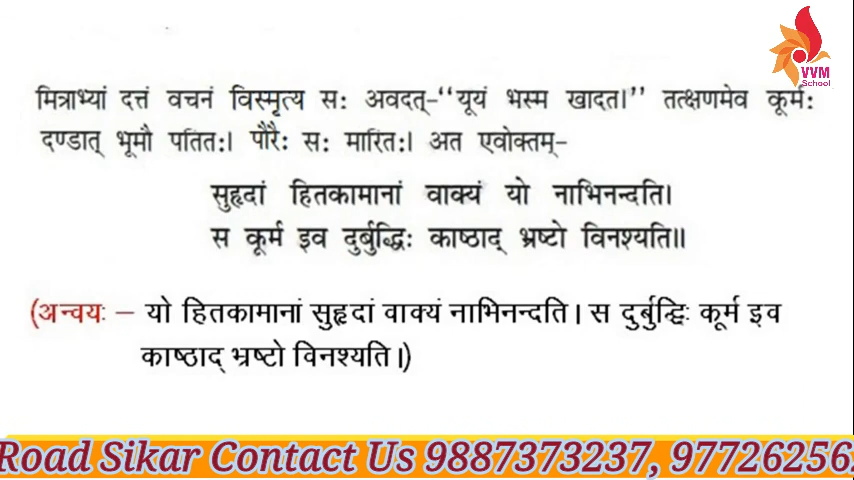 VVM
School
मित्राभ्यां दत्तं वचनं विस्मृत्य सः अवदत्-“यूयं भस्म खादत।” तत्क्षणमेव कूर्मः
दण्डात् भूमौ पतितः। पौरैः सः मारितः। अत एवोक्तम्-
सुहृदां हितकामानां वाक्यं यो नाभिनन्दति।
स कूर्म इव दुर्बुद्धिः काष्ठाद् भ्रष्टो विनश्यति॥
(अन्वयः – यो हितकामानां सुहृदां वाक्यं नाभिनन्दति। स दुर्बुद्धिः कूर्म इव
काष्ठाद् भ्रष्टो विनश्यति।)
Road Sikar Contact Us 9887373237, 977262562